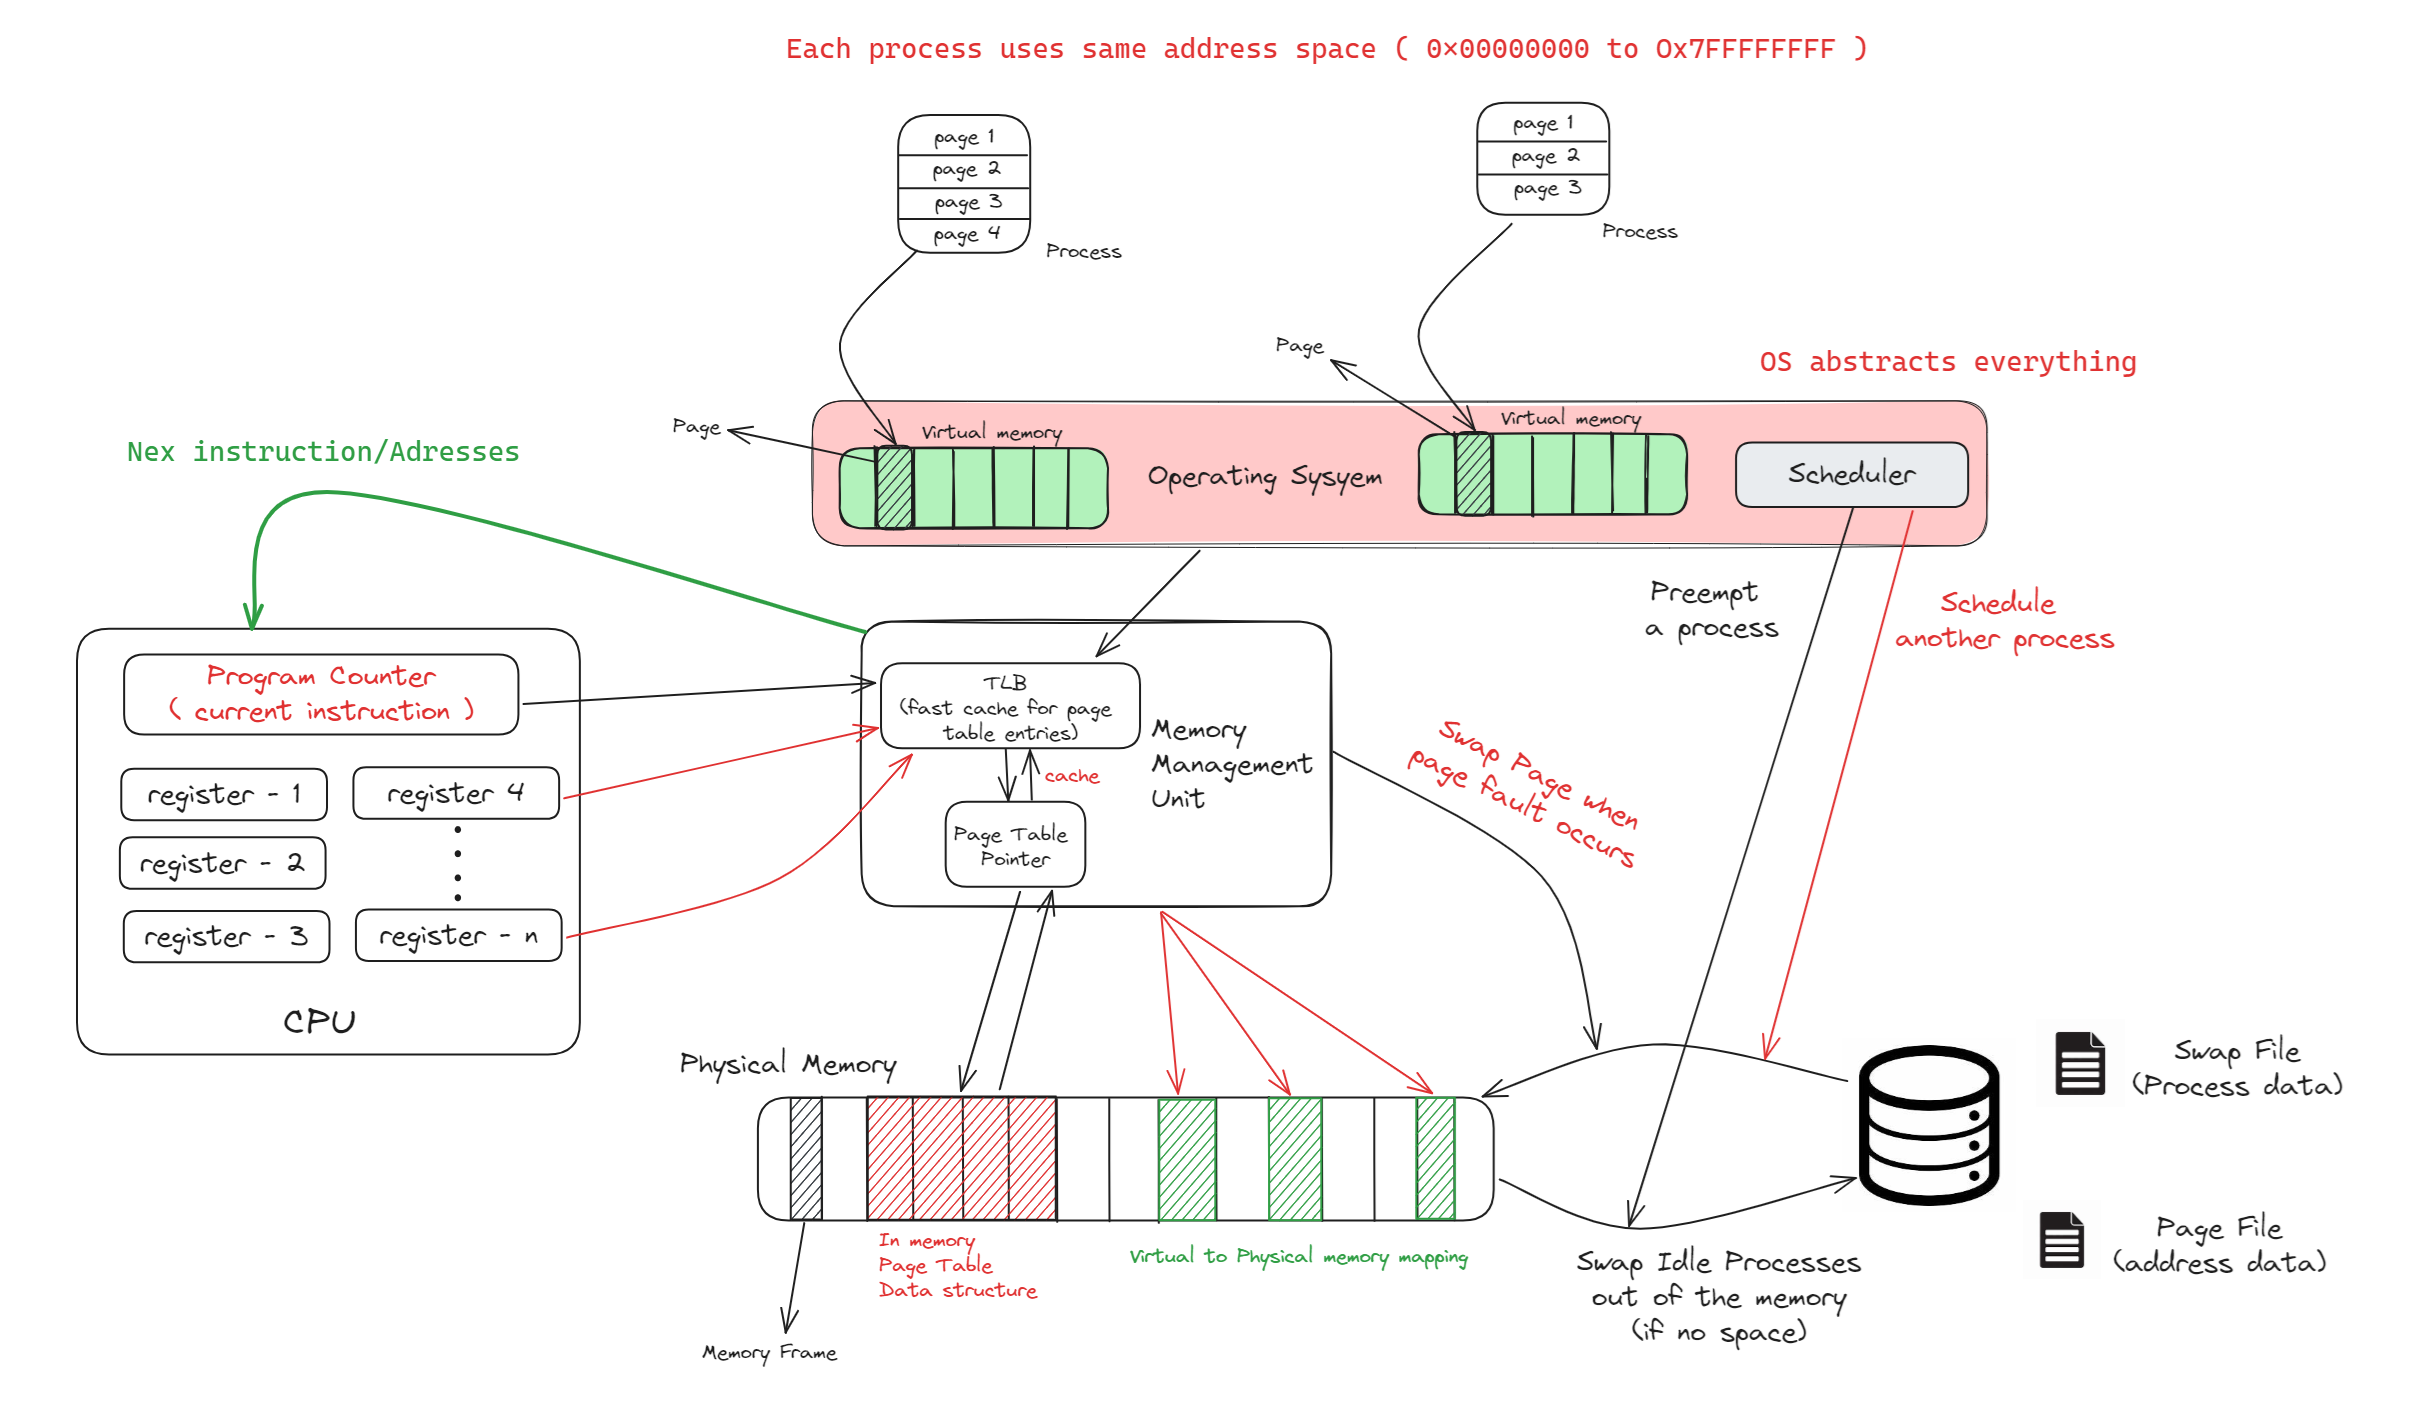 Each process uses same address space ( 0×00000000 to Ox7FFFFFFFF )
page 1
page 2
page 3
page 4
Process
page 1
page 2
page 3
Process
Page
OS abstracts everything
Page
Virtual memory
Virtual memory
Operating Sysyem
Scheduler
Nex instruction/Adresses
Preempt
a process
Schedule
another process
Program Counter
( current instruction )
register - 1
register - 2
register - 3
register 4
register - n
CPU
TLB
(fast cache for page
table entries)
cache
Page Table
Pointer
Memory
Management
Unit
Swap Page when
page fault occurs
Physical Memory
In memory
Page Table
Data structure
Virtual to Physical memory mapping
Memory Frame
Swap Idle Processes
out of the memory
(if no space)
Swap File
(Process data)
Page File
(address data)